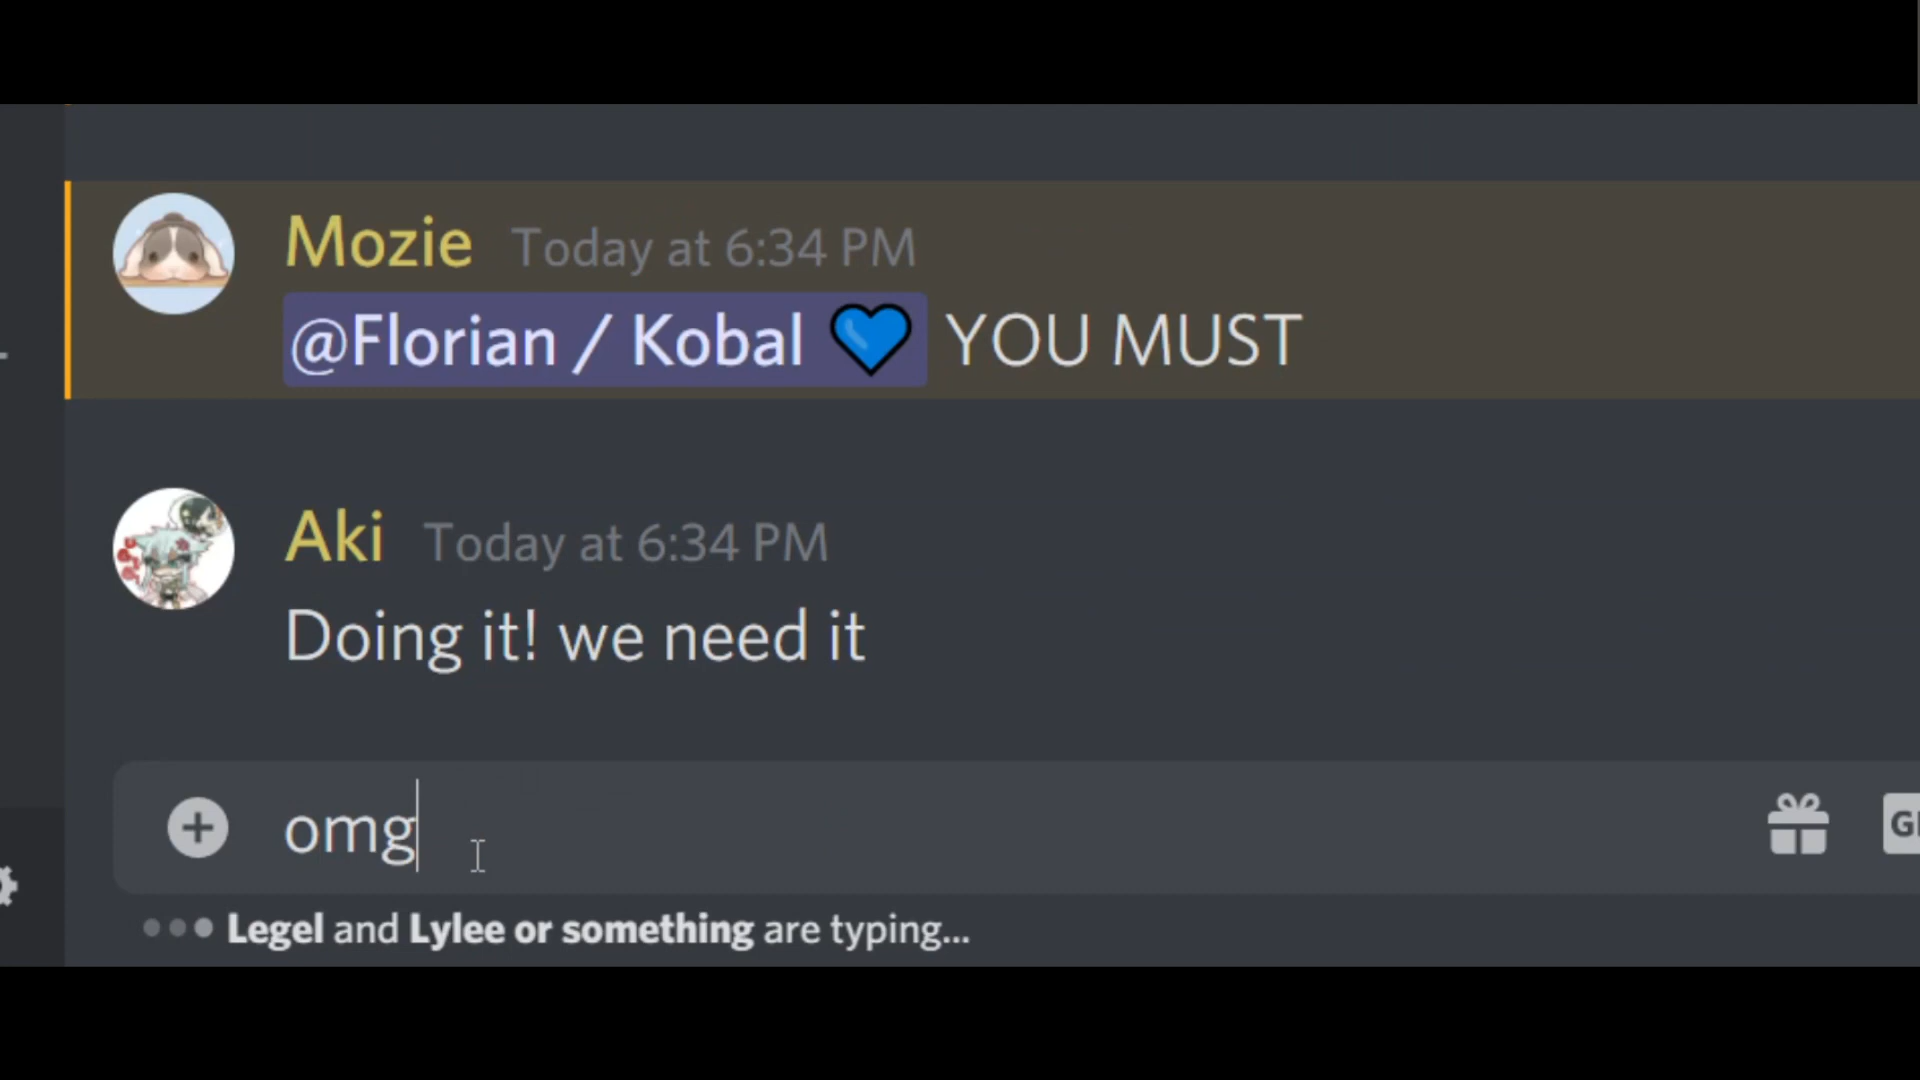 Mozie Today at 6:34 PM
@Florian / Kobal 💙 YOU MUST
Aki Today at 6:34 PM
Doing it! we need it
omg
Legel and Lylee or something are typing...